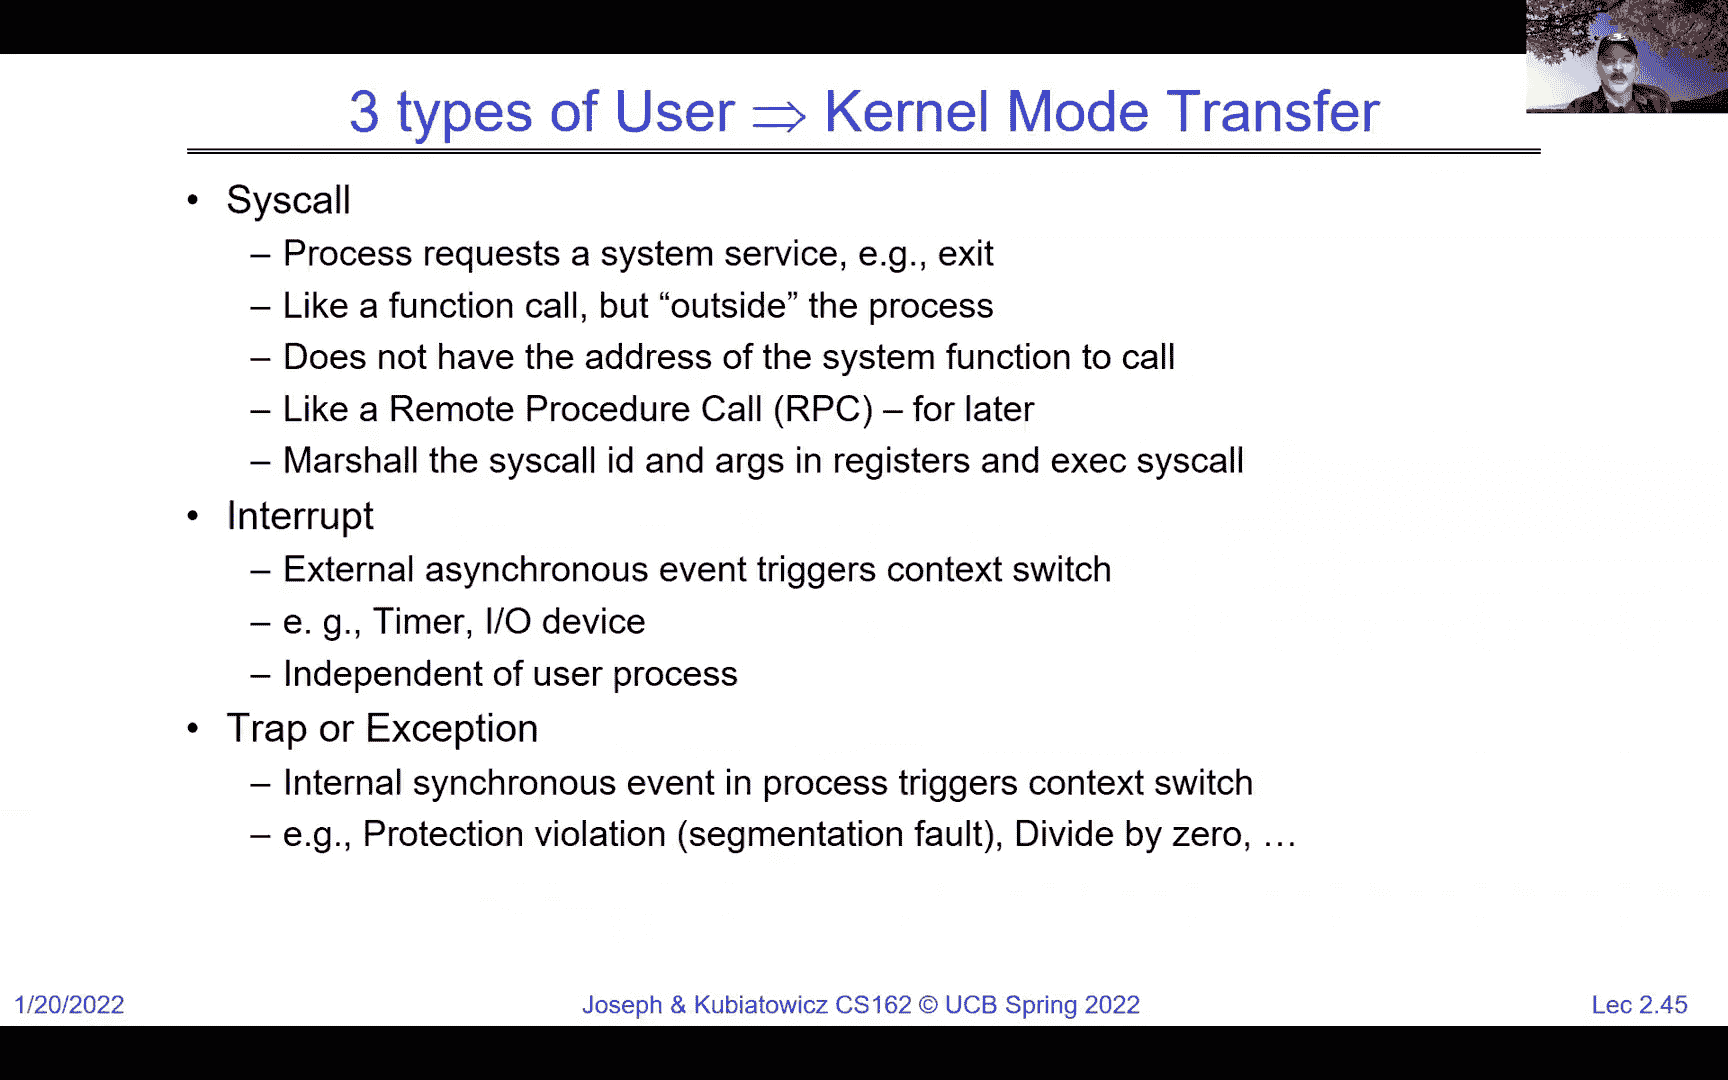 3 types of User ⇒ Kernel Mode Transfer
• Syscall
– Process requests a system service, e.g., exit
– Like a function call, but “outside” the process
– Does not have the address of the system function to call
– Like a Remote Procedure Call (RPC) – for later
– Marshall the syscall id and args in registers and exec syscall
• Interrupt
– External asynchronous event triggers context switch
– e. g., Timer, I/O device
– Independent of user process
• Trap or Exception
– Internal synchronous event in process triggers context switch
– e.g., Protection violation (segmentation fault), Divide by zero, …
1/20/2022
Joseph & Kubiatowicz CS162 © UCB Spring 2022
Lec 2.45